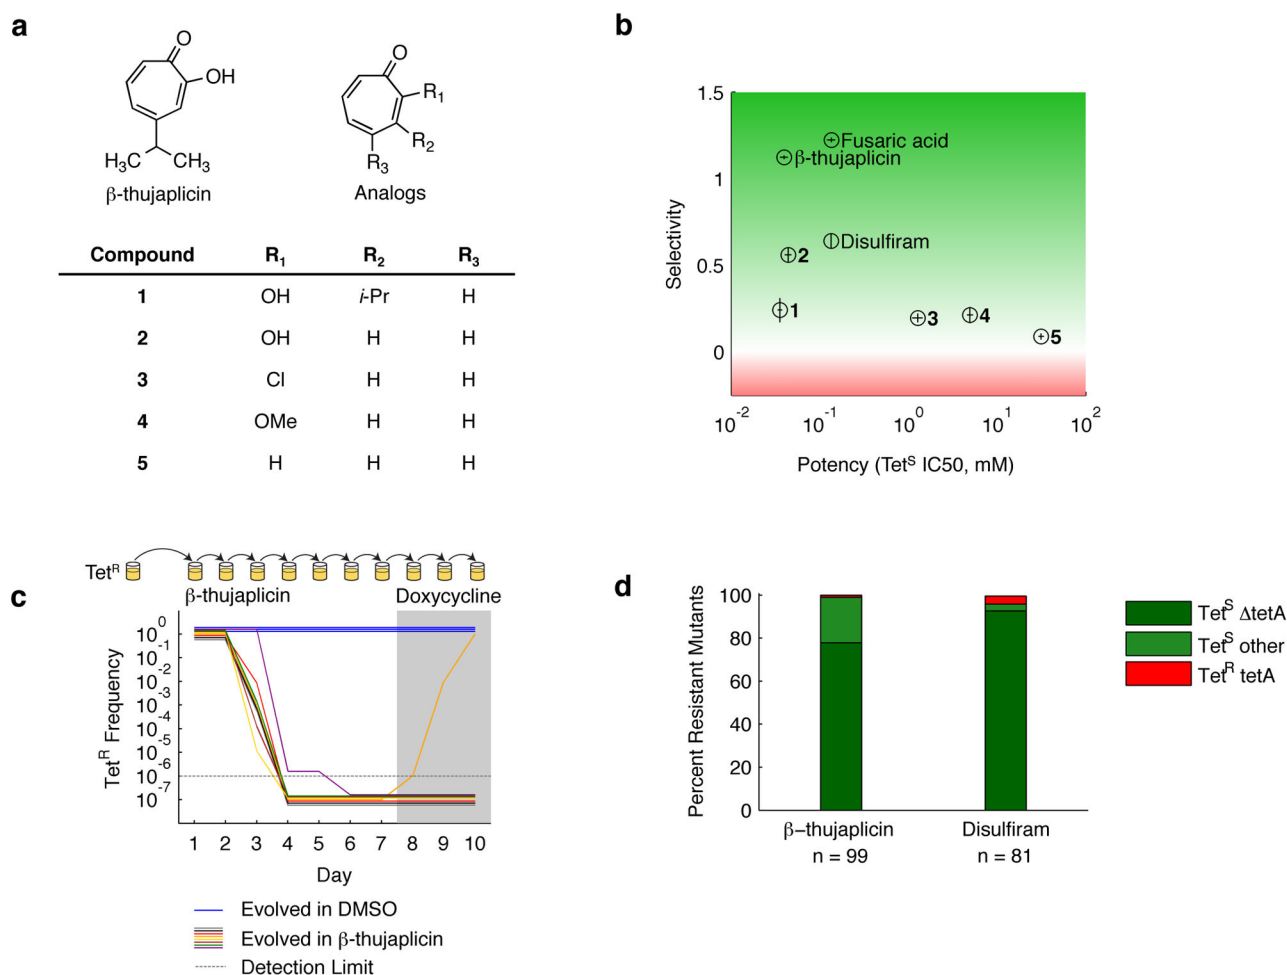 a
O
OH
H₃C
CH₃
β-thujaplicin
O
R₁
R₂
R₃
Analogs
Compound R₁ R₂ R₃
1 OH i-Pr H
2 OH H H
3 Cl H H
4 OMe H H
5 H H H
b
1.5
1
0.5
0
Selectivity
Fusaric acid
β-thujaplicin
Disulfiram
2
1
3
4
5
10⁻² 10⁻¹ 10⁰ 10¹ 10²
Potency (Tetˢ IC50, mM)
c
Tetᴿ
β-thujaplicin Doxycycline
Tetᴿ Frequency
10⁰
10⁻¹
10⁻²
10⁻³
10⁻⁴
10⁻⁵
10⁻⁶
10⁻⁷
1 2 3 4 5 6 7 8 9 10
Day
Evolved in DMSO
Evolved in β-thujaplicin
Detection Limit
d
Percent Resistant Mutants
100
80
60
40
20
0
β–thujaplicin Disulfiram
n = 99 n = 81
Tetˢ ΔtetA
Tetˢ other
Tetᴿ tetA